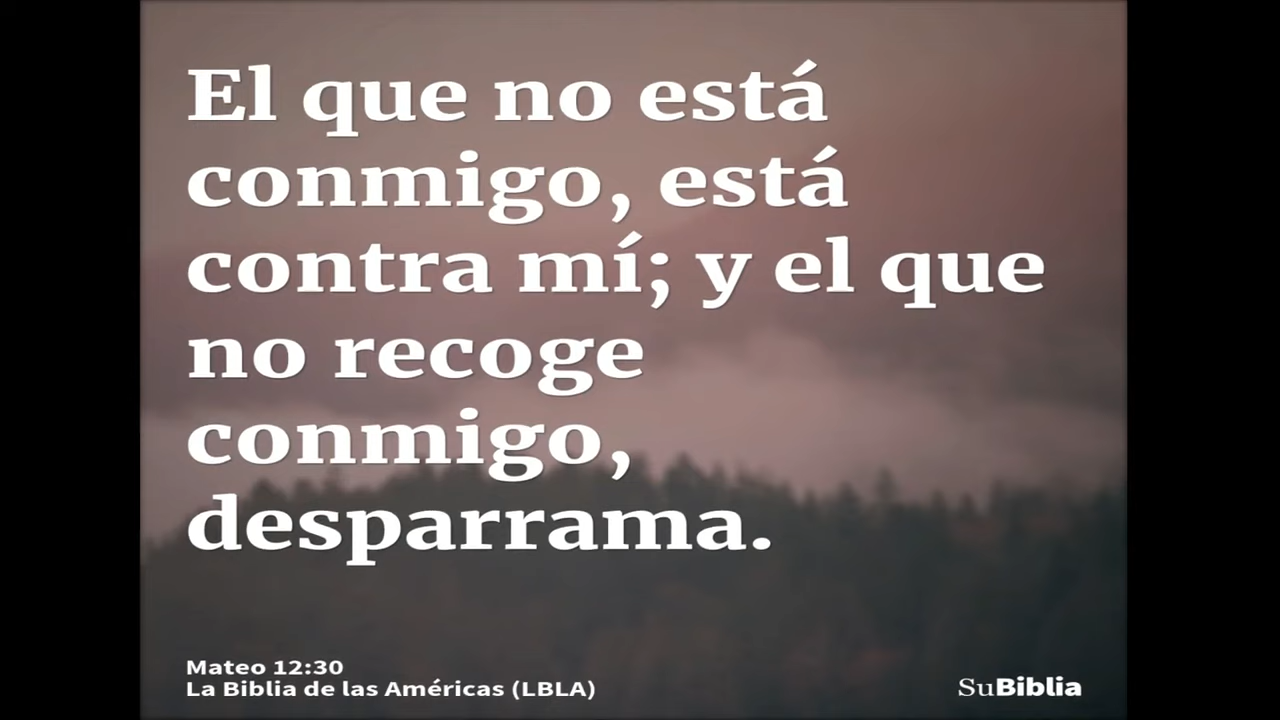 El que no está
conmigo, está
contra mí; y el que
no recoge
conmigo,
desparrama.
Mateo 12:30
La Biblia de las Américas (LBLA)
SuBiblia